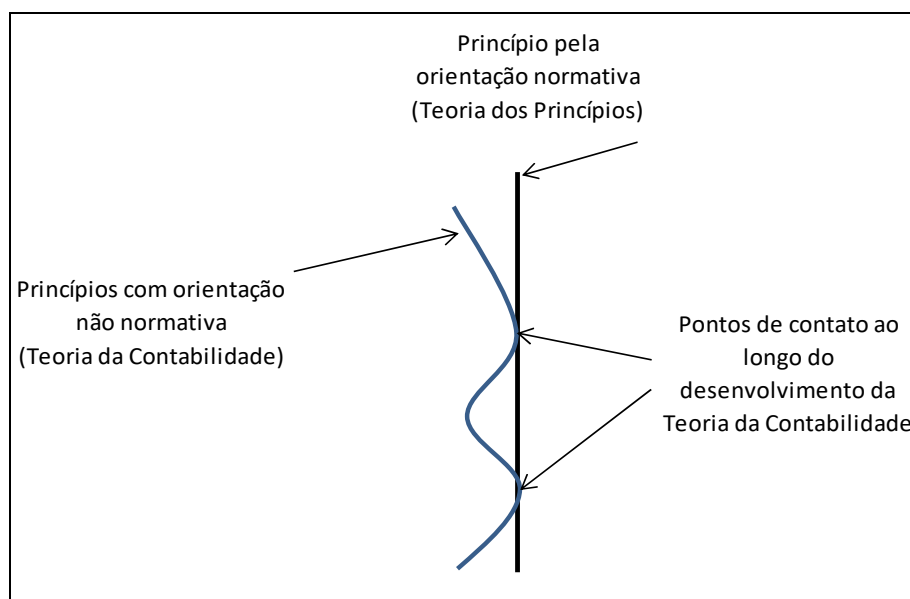 Princípio pela
orientação normativa
(Teoria dos Princípios)
Princípios com orientação
não normativa
(Teoria da Contabilidade)
Pontos de contato ao
longo do
desenvolvimento da
Teoria da Contabilidade